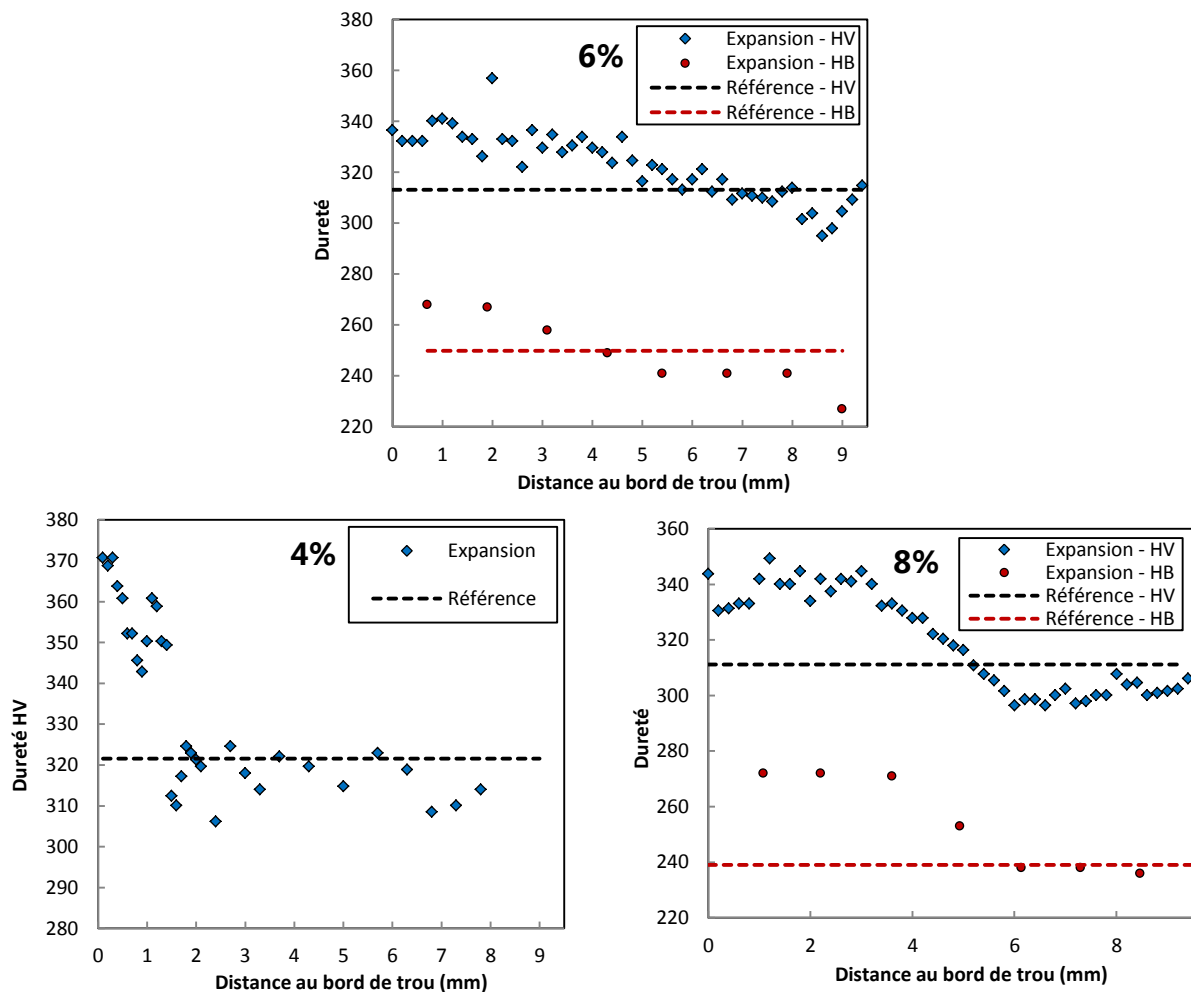 6%
Expansion - HV
Expansion - HB
Référence - HV
Référence - HB
Dureté
380
360
340
320
300
280
260
240
220
0 1 2 3 4 5 6 7 8 9
Distance au bord de trou (mm)
4%
Expansion
Référence
Dureté HV
380
370
360
350
340
330
320
310
300
290
280
0 1 2 3 4 5 6 7 8 9
Distance au bord de trou (mm)
8%
Expansion - HV
Expansion - HB
Référence - HV
Référence - HB
Dureté
360
340
320
300
280
260
240
220
0 2 4 6 8
Distance au bord de trou (mm)